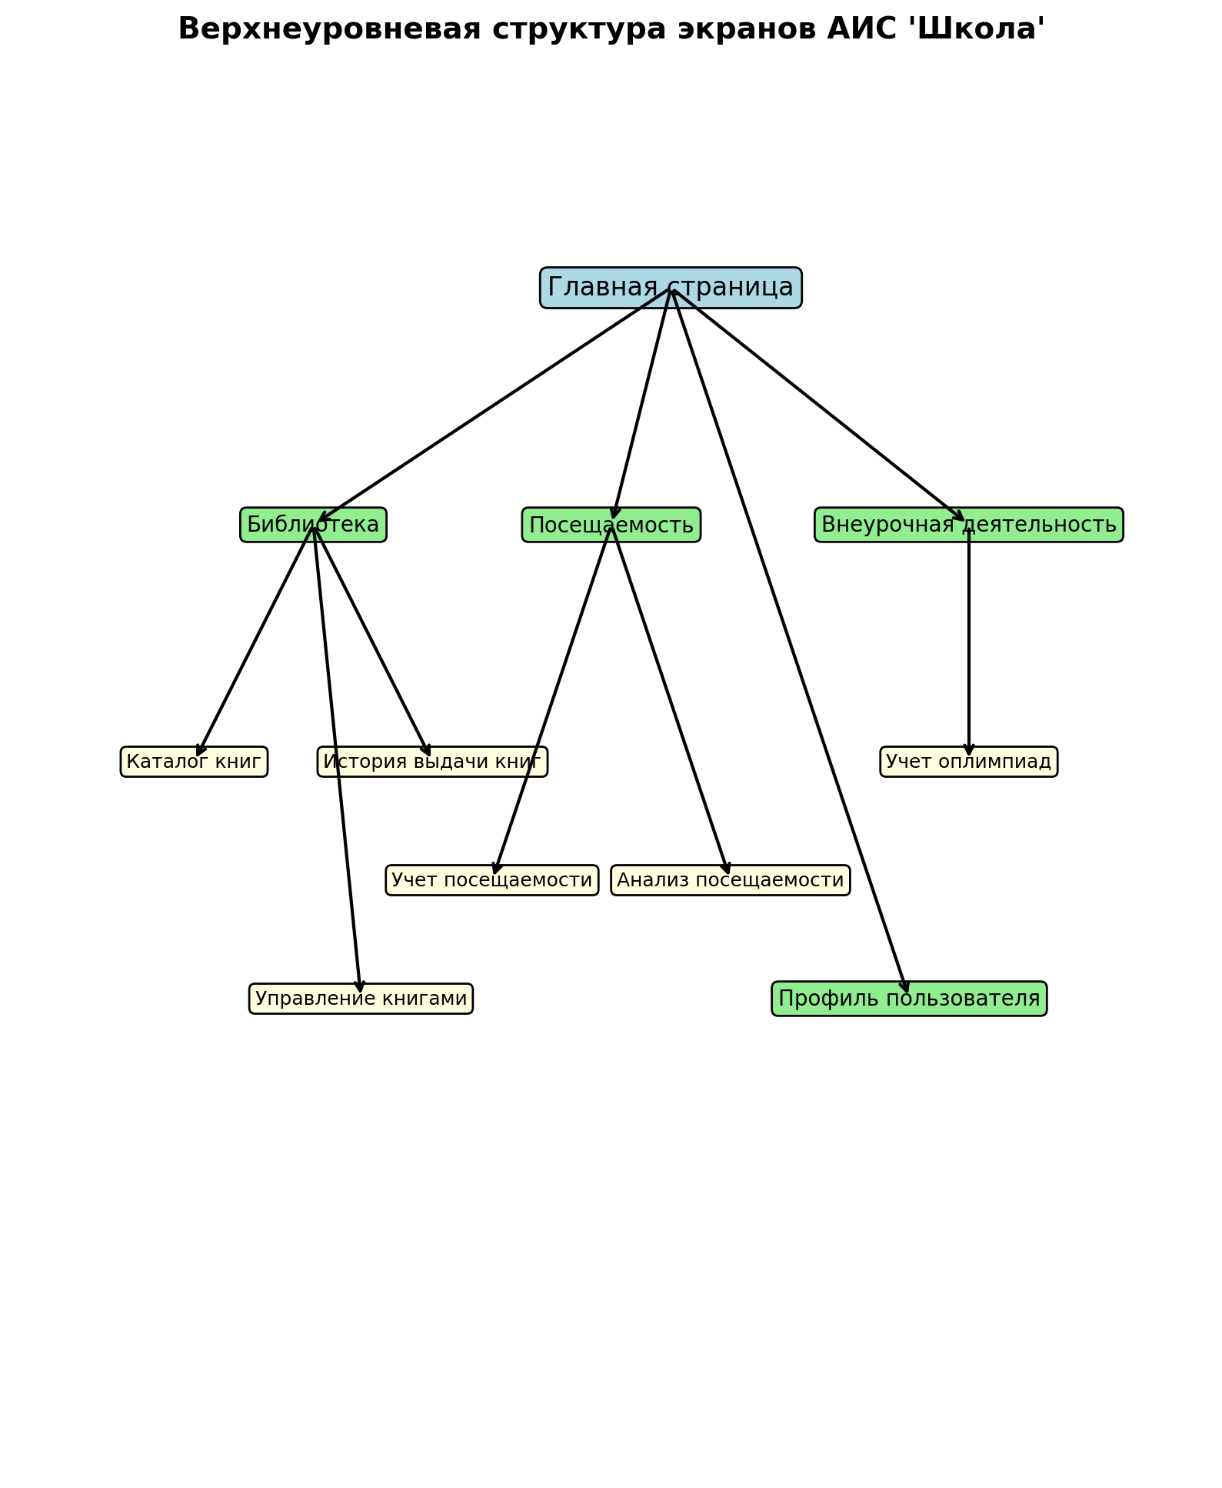 Верхнеуровневая структура экранов АИС 'Школа'
Главная страница
Библиотека
Посещаемость
Внеурочная деятельность
Каталог книг
История выдачи книг
Учет оплимпиад
Учет посещаемости
Анализ посещаемости
Управление книгами
Профиль пользователя